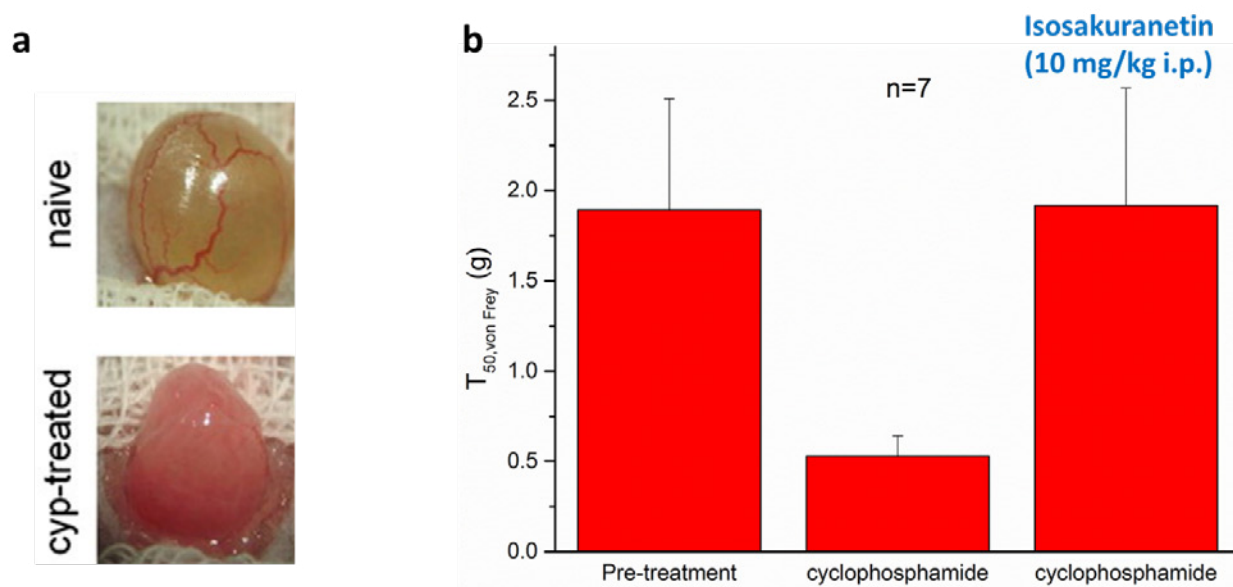 a
naive
cyp-treated
b
Isosakuranetin
(10 mg/kg i.p.)
n=7
T50,von Frey (g)
2.5
2.0
1.5
1.0
0.5
0.0
Pre-treatment
cyclophosphamide
cyclophosphamide